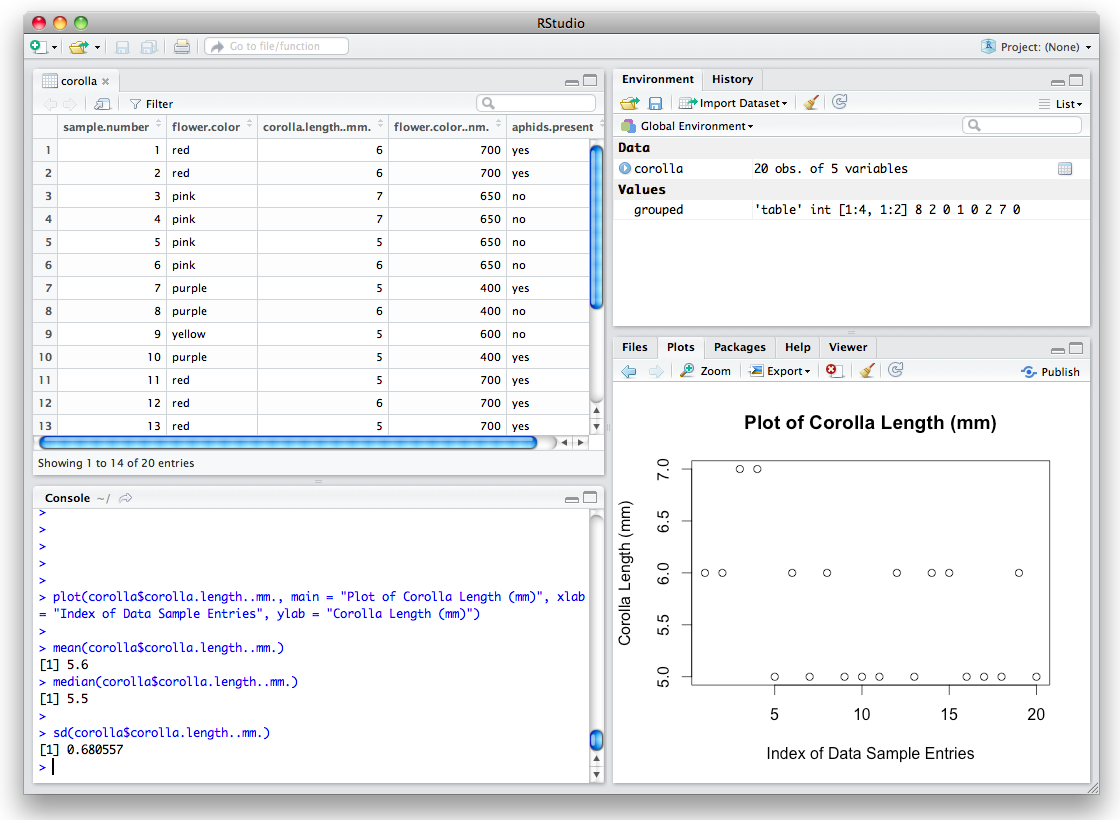 RStudio
Go to file/function
Project: (None)
corolla
Filter
sample.number flower.color corolla.length..mm. flower.color..nm. aphids.present
1 1 red 6 700 yes
2 2 red 6 700 yes
3 3 pink 7 650 no
4 4 pink 7 650 no
5 5 pink 5 650 no
6 6 pink 6 650 no
7 7 purple 5 400 yes
8 8 purple 6 400 no
9 9 yellow 5 600 no
10 10 purple 5 400 yes
11 11 red 5 700 yes
12 12 red 6 700 yes
13 13 red 5 700 yes
Showing 1 to 14 of 20 entries
Console ~/
>
>
>
>
>
> plot(corolla$corolla.length..mm., main = "Plot of Corolla Length (mm)", xlab
= "Index of Data Sample Entries", ylab = "Corolla Length (mm)")
>
> mean(corolla$corolla.length..mm.)
[1] 5.6
> median(corolla$corolla.length..mm.)
[1] 5.5
>
> sd(corolla$corolla.length..mm.)
[1] 0.680557
>
Environment History
Import Dataset List
Global Environment
Data
corolla 20 obs. of 5 variables
Values
grouped 'table' int [1:4, 1:2] 8 2 0 1 0 2 7 0
Files Plots Packages Help Viewer
Zoom Export Publish
Plot of Corolla Length (mm)
Corolla Length (mm)
7.0
6.5
6.0
5.5
5.0
5 10 15 20
Index of Data Sample Entries